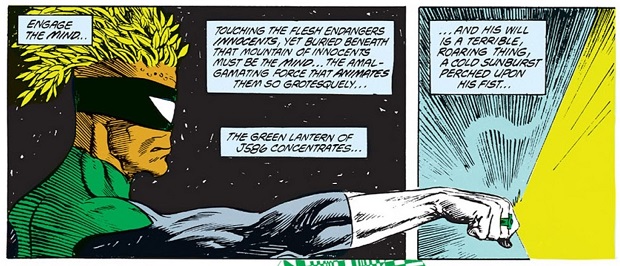 ENGAGE
THE MIND...
TOUCHING THE FLESH ENDANGERS
INNOCENTS, YET BURIED BENEATH
THAT MOUNTAIN OF INNOCENTS
MUST BE THE MIND... THE AMAL-
GAMATING FORCE THAT ANIMATES
THEM SO GROTESQUELY...
THE GREEN LANTERN OF
J586 CONCENTRATES...
...AND HIS WILL
IS A TERRIBLE,
ROARING THING,
A COLD SUNBURST
PERCHED UPON
HIS FIST...